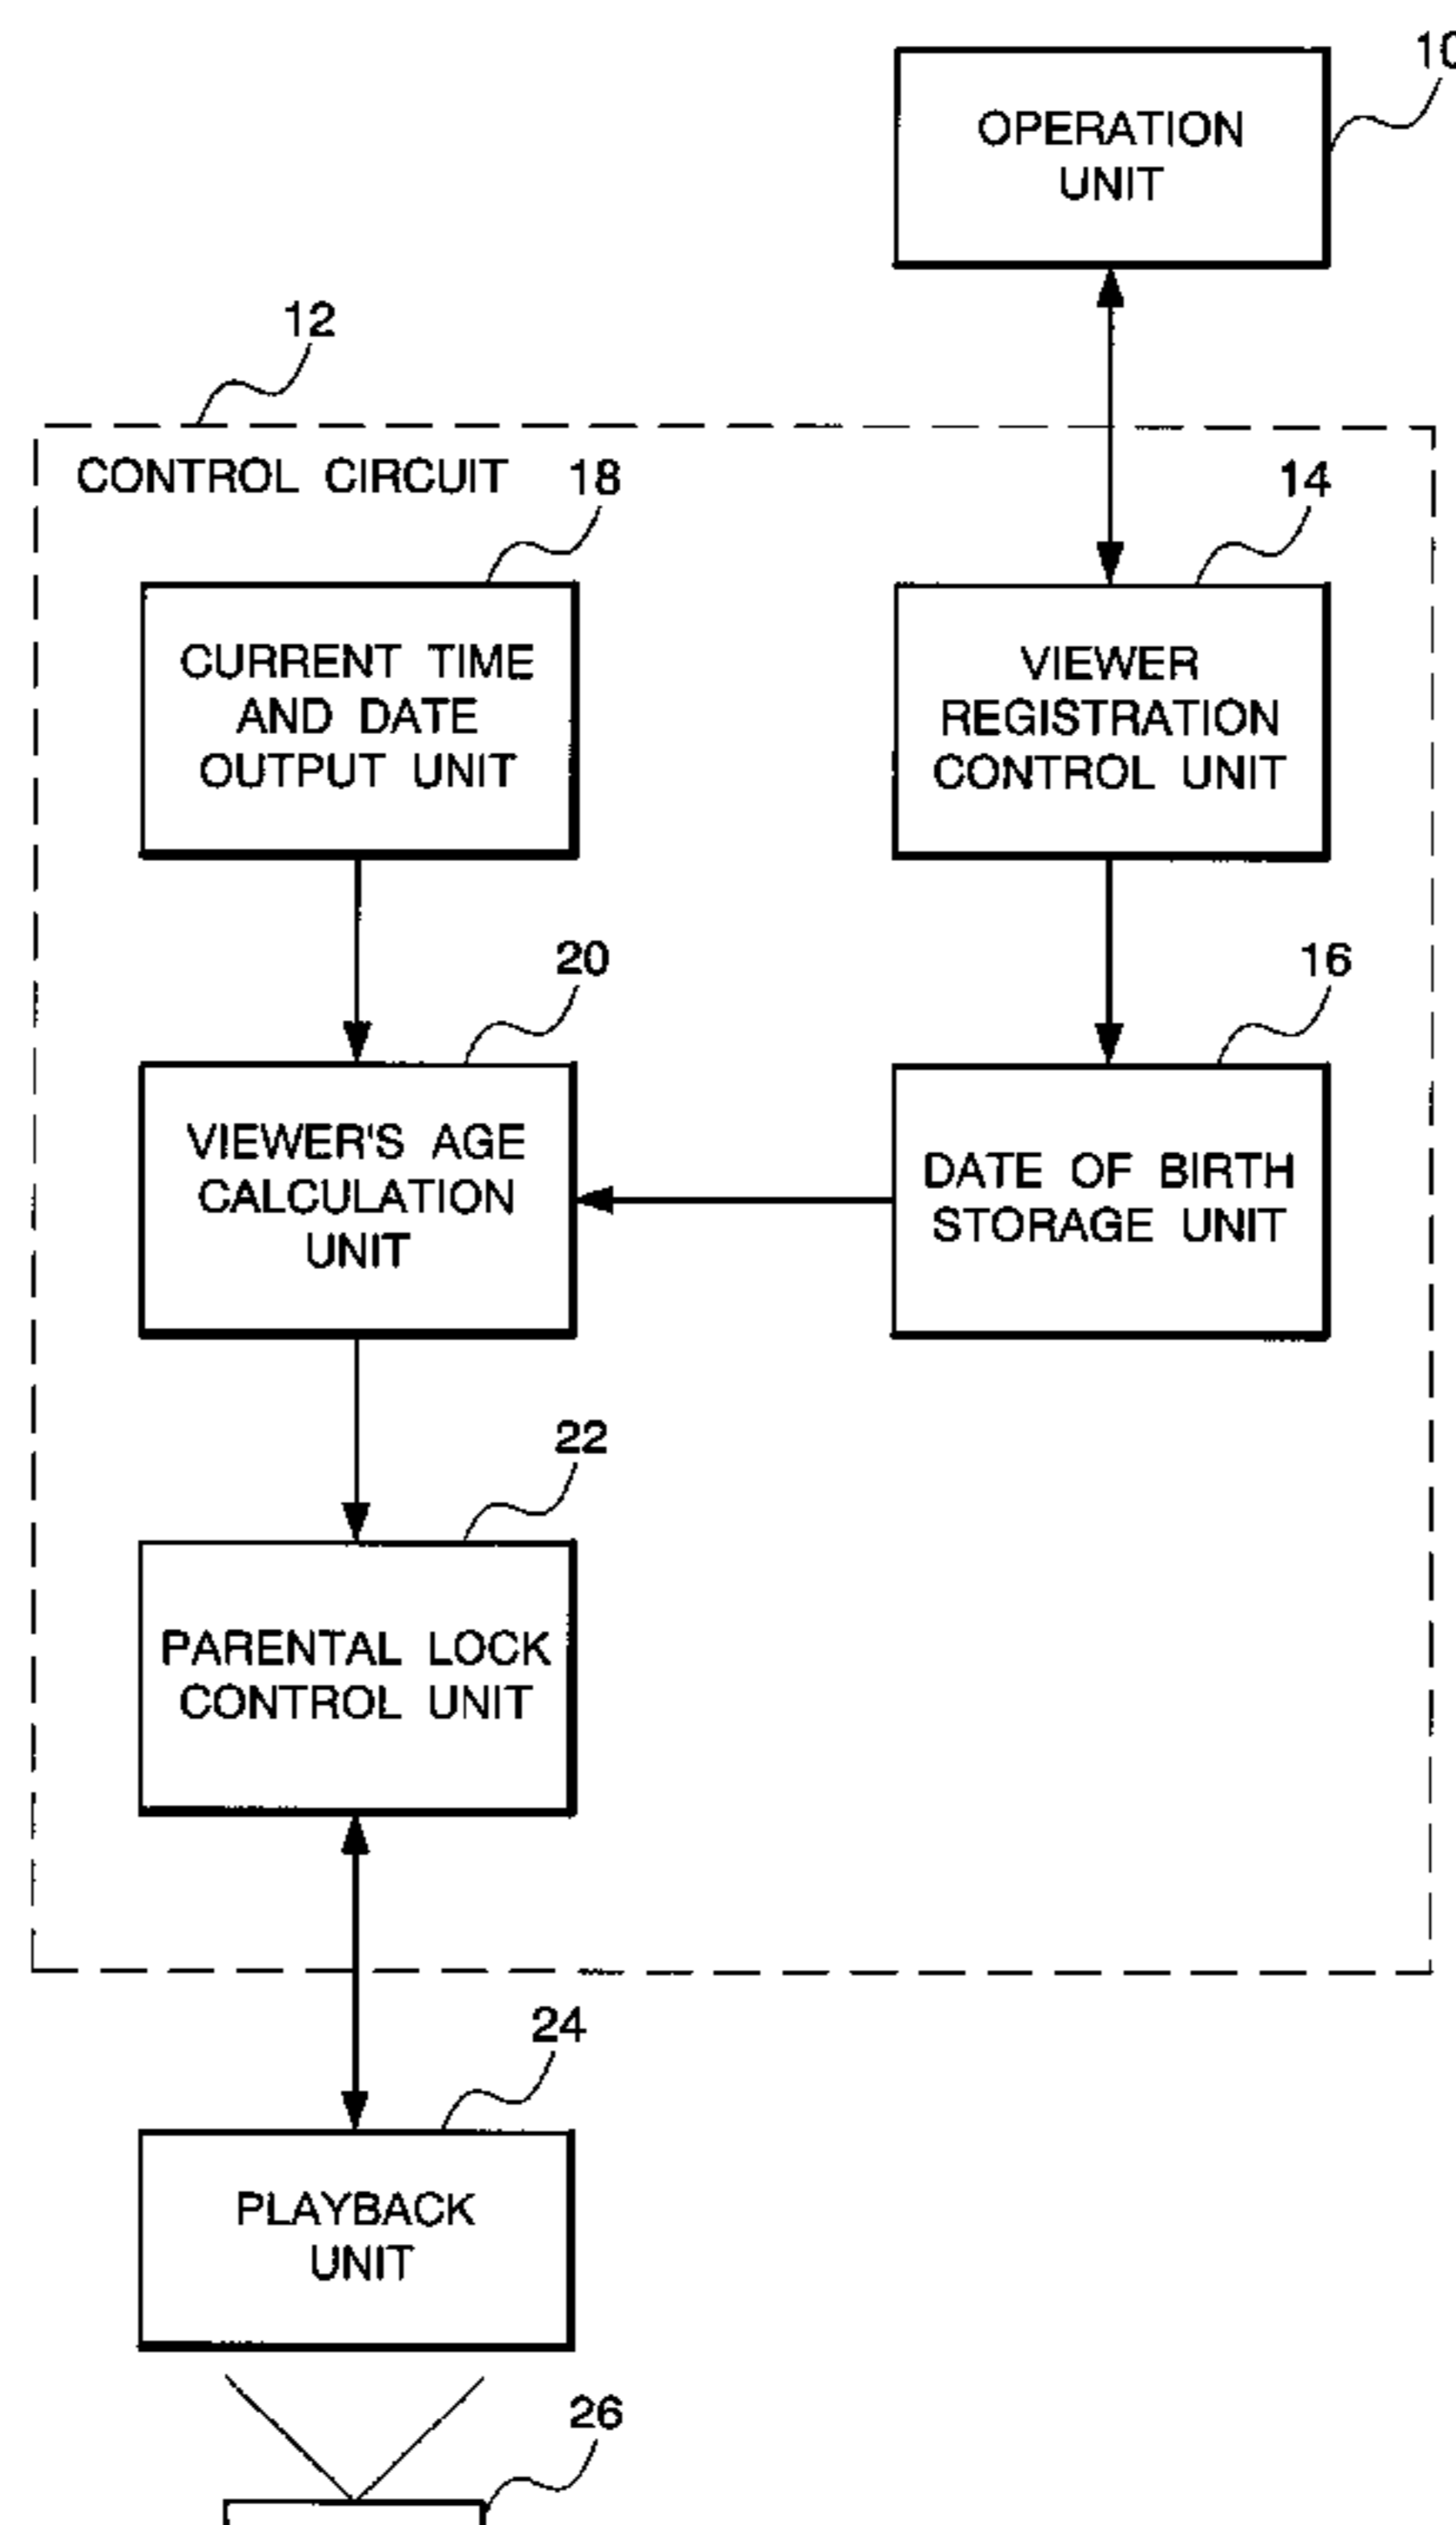 10
OPERATION
UNIT
12
CONTROL CIRCUIT
18
14
CURRENT TIME
AND DATE
OUTPUT UNIT
VIEWER
REGISTRATION
CONTROL UNIT
20
16
VIEWER'S AGE
CALCULATION
UNIT
DATE OF BIRTH
STORAGE UNIT
22
PARENTAL LOCK
CONTROL UNIT
24
PLAYBACK
UNIT
26